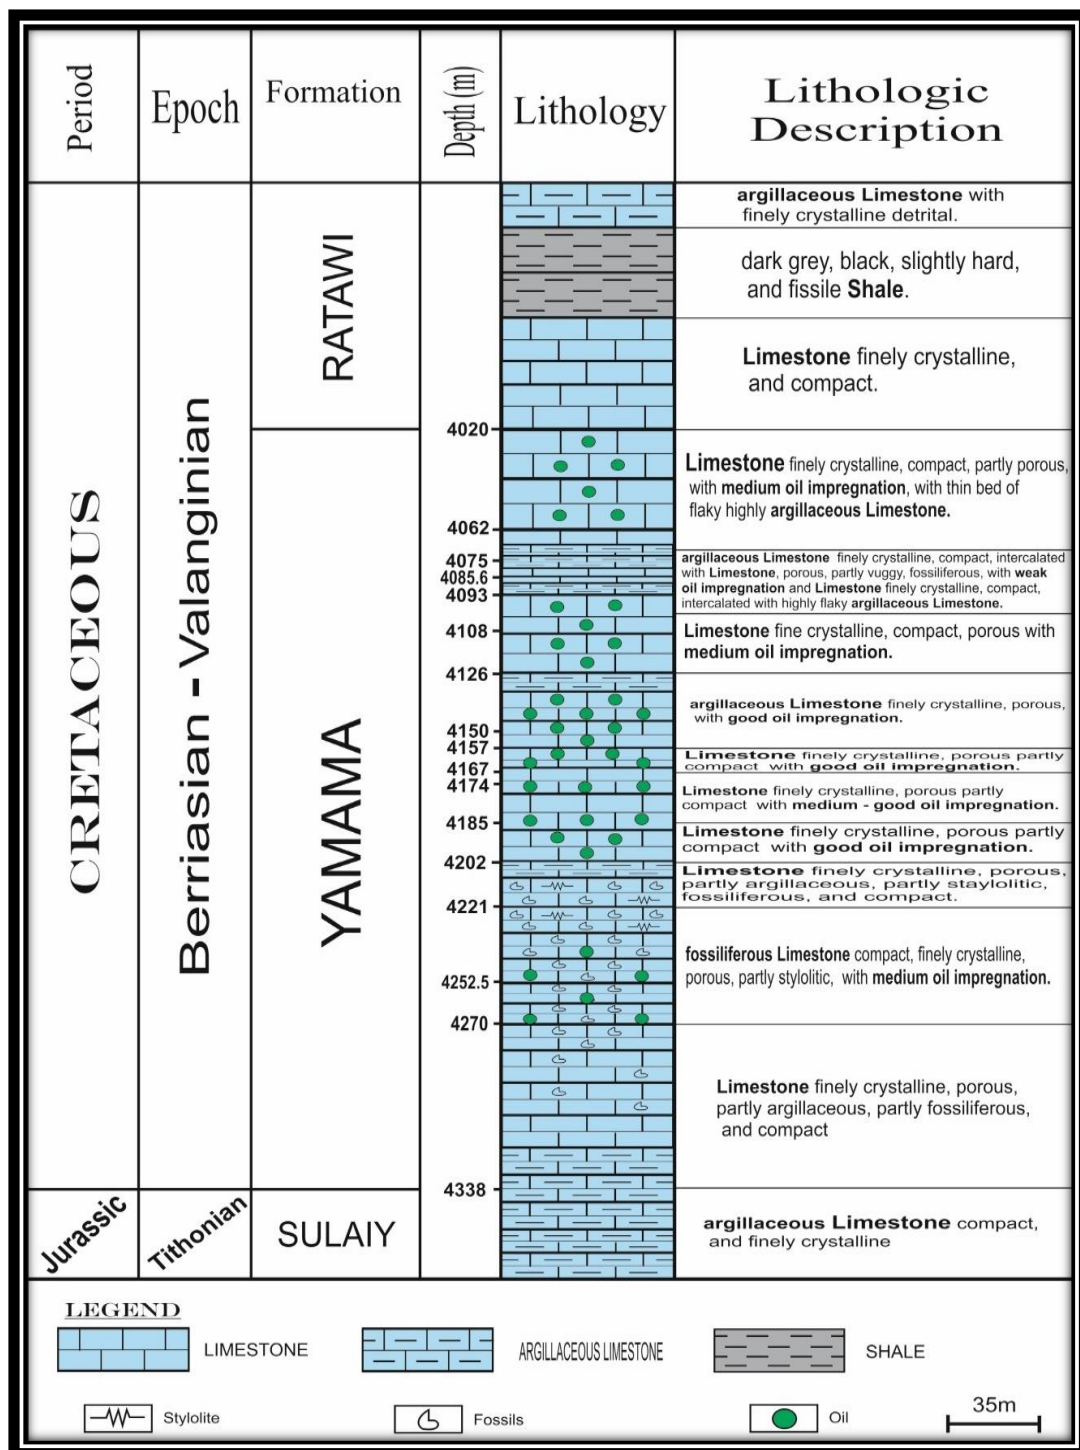 Period
Epoch
Formation
Depth (m)
Lithology
Lithologic
Description
CRETACEOUS
Berriasian - Valanginian
RATAWI
argillaceous Limestone with
finely crystalline detrital.
dark grey, black, slightly hard,
and fissile Shale.
Limestone finely crystalline,
and compact.
YAMAMA
4020
4062
4075
4085.6
4093
4108
4126
4150
4157
4167
4174
4185
4202
4221
4252.5
4270
4338
Limestone finely crystalline, compact, partly porous,
with medium oil impregnation, with thin bed of
flaky highly argillaceous Limestone.
argillaceous Limestone finely crystalline, compact, intercalated
with Limestone, porous, partly vuggy, fossiliferous, with weak
oil impregnation and Limestone finely crystalline, compact,
intercalated with highly flaky argillaceous Limestone.
Limestone fine crystalline, compact, porous with
medium oil impregnation.
argillaceous Limestone finely crystalline, porous,
with good oil impregnation.
Limestone finely crystalline, porous partly
compact with good oil impregnation.
Limestone finely crystalline, porous partly
compact with medium - good oil impregnation.
Limestone finely crystalline, porous partly
compact with good oil impregnation.
Limestone finely crystalline, porous,
partly argillaceous, partly staylolitic,
fossiliferous, and compact.
fossiliferous Limestone compact, finely crystalline,
porous, partly stylolitic, with medium oil impregnation.
Limestone finely crystalline, porous,
partly argillaceous, partly fossiliferous,
and compact
Jurassic
Tithonian
SULAIY
argillaceous Limestone compact,
and finely crystalline
LEGEND
LIMESTONE
ARGILLACEOUS LIMESTONE
SHALE
Stylolite
Fossils
Oil
35m